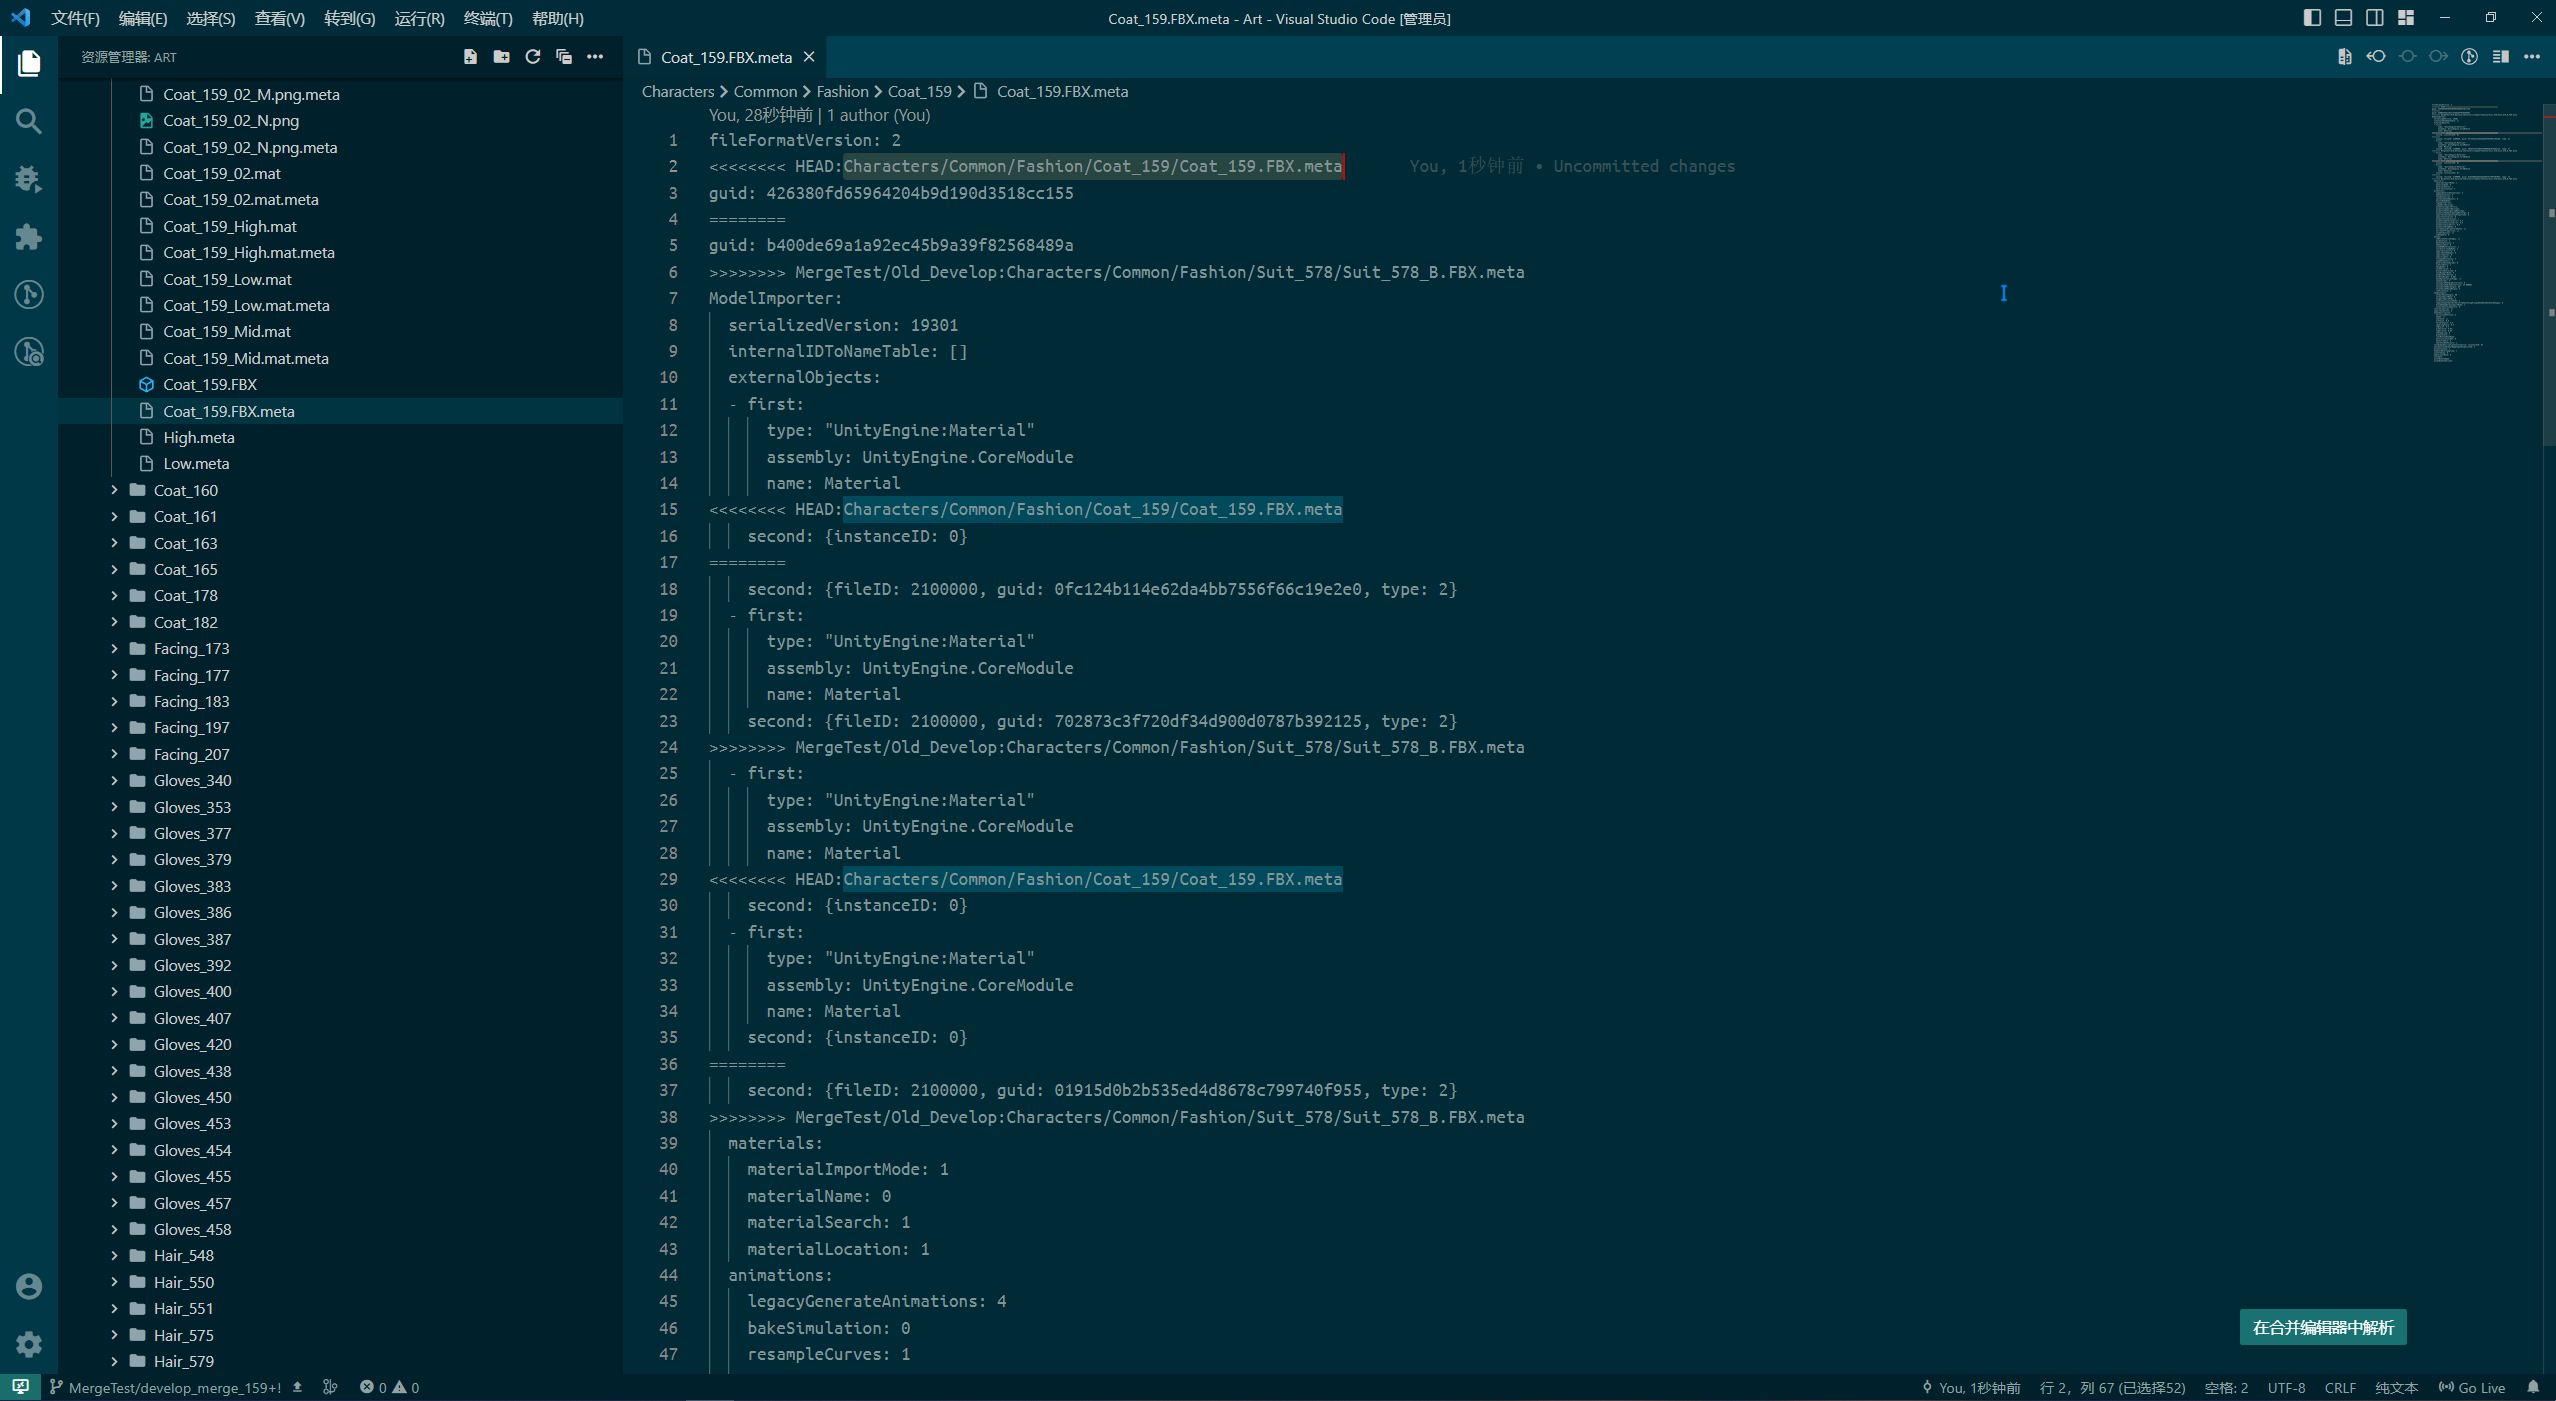 文件(F) 编辑(E) 选择(S) 查看(V) 转到(G) 运行(R) 终端(T) 帮助(H)
Coat_159.FBX.meta - Art - Visual Studio Code [管理员]
资源管理器: ART
Coat_159_02_M.png.meta
Coat_159_02_N.png
Coat_159_02_N.png.meta
Coat_159_02.mat
Coat_159_02.mat.meta
Coat_159_High.mat
Coat_159_High.mat.meta
Coat_159_Low.mat
Coat_159_Low.mat.meta
Coat_159_Mid.mat
Coat_159_Mid.mat.meta
Coat_159.FBX
Coat_159.FBX.meta
High.meta
Low.meta
Coat_160
Coat_161
Coat_163
Coat_165
Coat_178
Coat_182
Facing_173
Facing_177
Facing_183
Facing_197
Facing_207
Gloves_340
Gloves_353
Gloves_377
Gloves_379
Gloves_383
Gloves_386
Gloves_387
Gloves_392
Gloves_400
Gloves_407
Gloves_420
Gloves_438
Gloves_450
Gloves_453
Gloves_454
Gloves_455
Gloves_457
Gloves_458
Hair_548
Hair_550
Hair_551
Hair_575
Hair_579
Coat_159.FBX.meta
Characters > Common > Fashion > Coat_159 > Coat_159.FBX.meta
You, 28秒钟前 | 1 author (You)
1 fileFormatVersion: 2
2 <<<<<<<< HEAD:Characters/Common/Fashion/Coat_159/Coat_159.FBX.meta You, 1秒钟前 • Uncommitted changes
3 guid: 426380fd65964204b9d190d3518cc155
4 ========
5 guid: b400de69a1a92ec45b9a39f82568489a
6 >>>>>>>> MergeTest/Old_Develop:Characters/Common/Fashion/Suit_578/Suit_578_B.FBX.meta
7 ModelImporter:
8 serializedVersion: 19301
9 internalIDToNameTable: []
10 externalObjects:
11 - first:
12 type: "UnityEngine:Material"
13 assembly: UnityEngine.CoreModule
14 name: Material
15 <<<<<<<< HEAD:Characters/Common/Fashion/Coat_159/Coat_159.FBX.meta
16 second: {instanceID: 0}
17 ========
18 second: {fileID: 2100000, guid: 0fc124b114e62da4bb7556f66c19e2e0, type: 2}
19 - first:
20 type: "UnityEngine:Material"
21 assembly: UnityEngine.CoreModule
22 name: Material
23 second: {fileID: 2100000, guid: 702873c3f720df34d900d0787b392125, type: 2}
24 >>>>>>>> MergeTest/Old_Develop:Characters/Common/Fashion/Suit_578/Suit_578_B.FBX.meta
25 - first:
26 type: "UnityEngine:Material"
27 assembly: UnityEngine.CoreModule
28 name: Material
29 <<<<<<<< HEAD:Characters/Common/Fashion/Coat_159/Coat_159.FBX.meta
30 second: {instanceID: 0}
31 - first:
32 type: "UnityEngine:Material"
33 assembly: UnityEngine.CoreModule
34 name: Material
35 second: {instanceID: 0}
36 ========
37 second: {fileID: 2100000, guid: 01915d0b2b535ed4d8678c799740f955, type: 2}
38 >>>>>>>> MergeTest/Old_Develop:Characters/Common/Fashion/Suit_578/Suit_578_B.FBX.meta
39 materials:
40 materialImportMode: 1
41 materialName: 0
42 materialSearch: 1
43 materialLocation: 1
44 animations:
45 legacyGenerateAnimations: 4
46 bakeSimulation: 0
47 resampleCurves: 1
在合并编辑器中解析
MergeTest/develop_merge_159+! 0 0 You, 1秒钟前 行 2，列 67 (已选择52) 空格: 2 UTF-8 CRLF 纯文本 Go Live